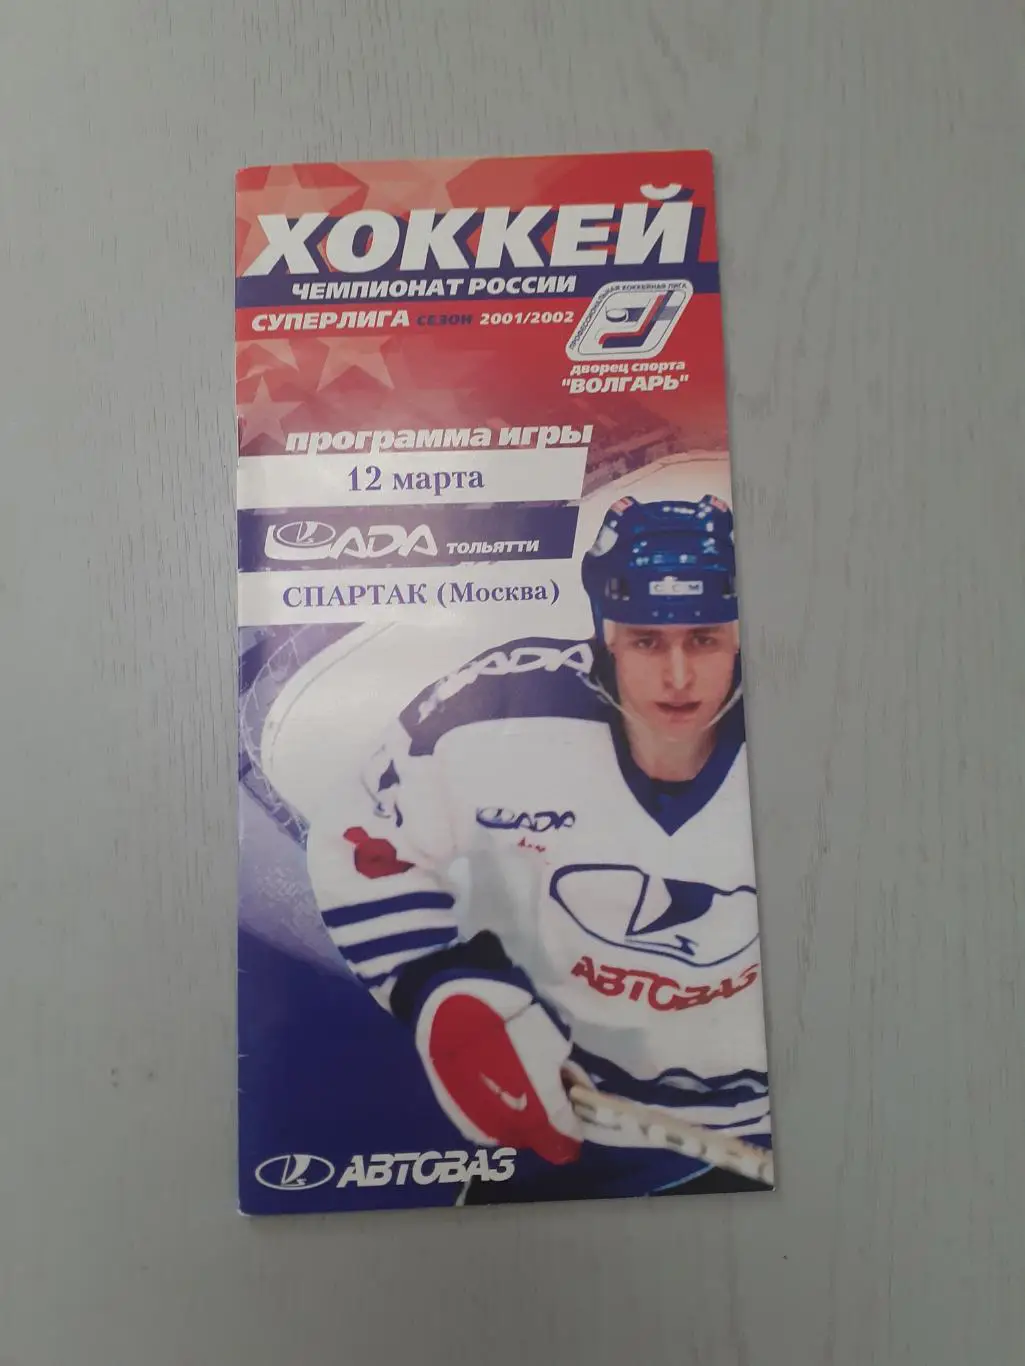 ХОККЕЙ
ЧЕМПИОНАТ РОССИИ
СУПЕРЛИГА СЕЗОН 2001/2002
ПРОФЕССИОНАЛЬНАЯ ХОККЕЙНАЯ ЛИГА
дворец спорта
"ВОЛГАРЬ"
программа игры
12 марта
ЛАДА ТОЛЬЯТТИ
СПАРТАК (Москва)
CCM
ЛАДА
ЛАДА
АВТОВАЗ
АВТОВАЗ